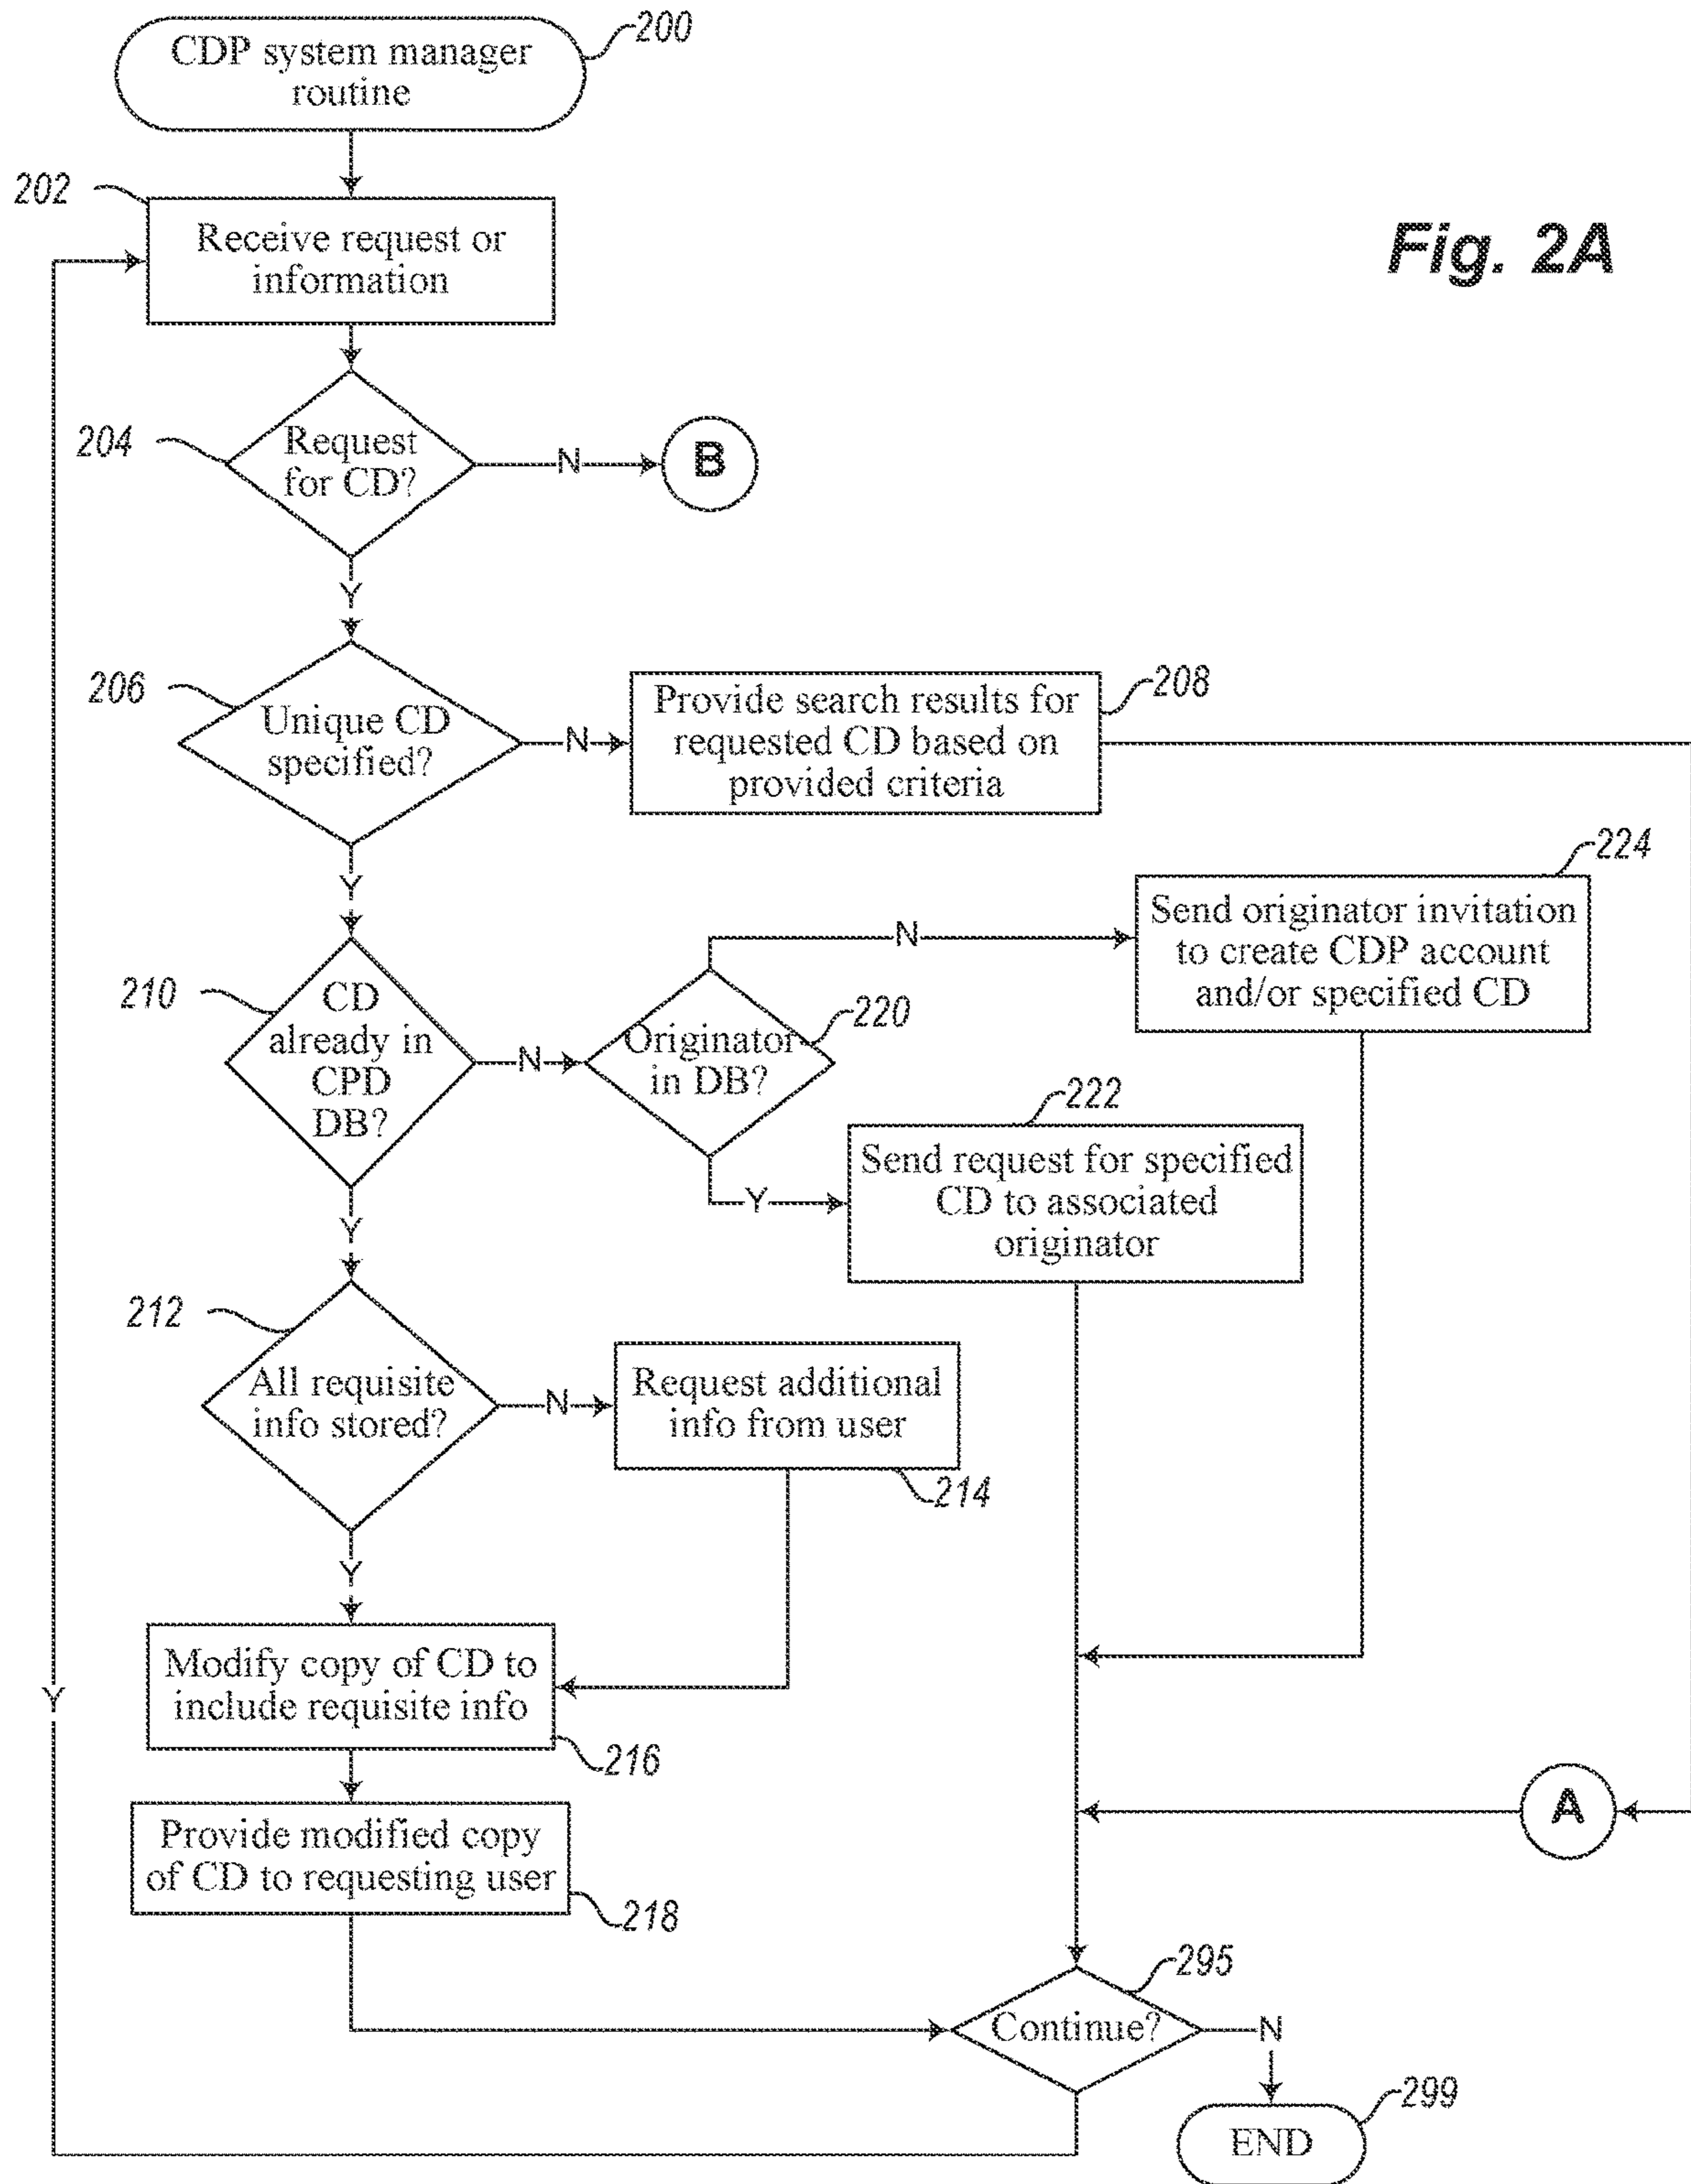 CDP system manager
routine
200
202
Receive request or
information
Fig. 2A
204
Request
for CD?
N
B
Y
206
Unique CD
specified?
N
Provide search results for
requested CD based on
provided criteria
208
Y
224
Send originator invitation
to create CDP account
and/or specified CD
N
210
CD
already in
CPD
DB?
N
Originator
in DB?
220
222
Send request for specified
CD to associated
originator
Y
Y
212
All requisite
info stored?
N
Request additional
info from user
214
Y
Modify copy of CD to
include requisite info
216
Y
Provide modified copy
of CD to requesting user
218
A
295
Continue?
N
299
END